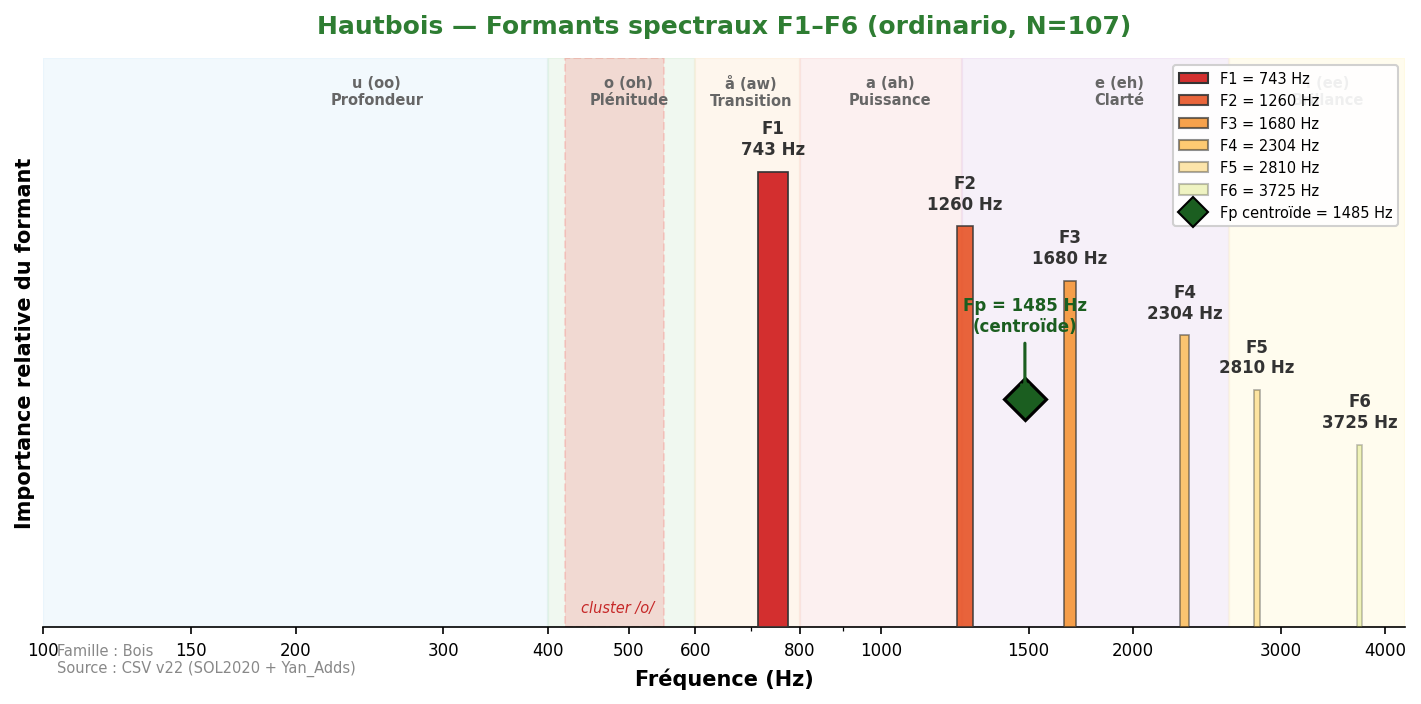 Hautbois — Formants spectraux F1–F6 (ordinario, N=107)
u (oo)
Profondeur
o (oh)
Plénitude
å (aw)
Transition
a (ah)
Puissance
e (eh)
Clarté
(ee)
F1 = 743 Hz
F2 = 1260 Hz
F3 = 1680 Hz
F4 = 2304 Hz
F5 = 2810 Hz
F6 = 3725 Hz
Fp centroïde = 1485 Hz
F1
743 Hz
F2
1260 Hz
F3
1680 Hz
Fp = 1485 Hz
(centroïde)
F4
2304 Hz
F5
2810 Hz
F6
3725 Hz
cluster /o/
Importance relative du formant
100 150 200 300 400 500 600 800 1000 1500 2000 3000 4000
Fréquence (Hz)
Famille : Bois
Source : CSV v22 (SOL2020 + Yan_Adds)